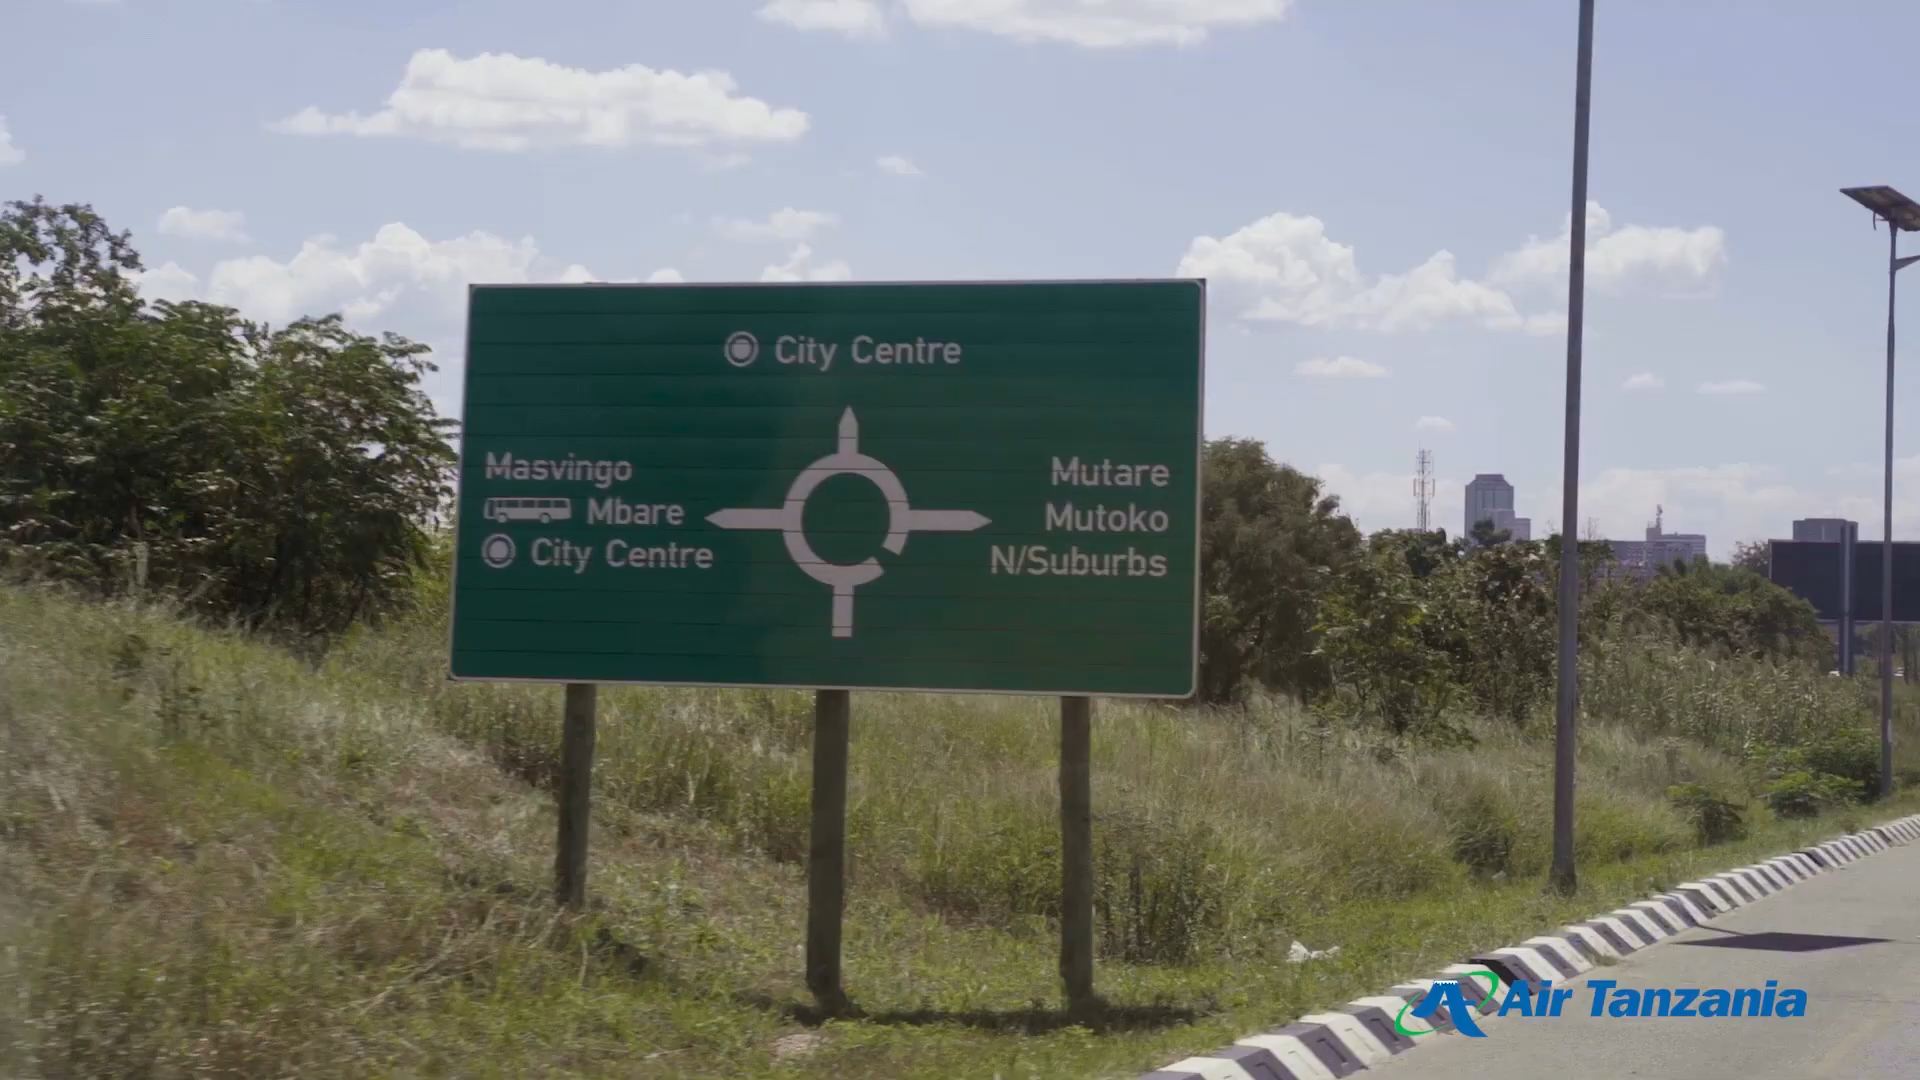 City Centre
Masvingo
Mbare
City Centre
Mutare
Mutoko
N/Suburbs
Air Tanzania